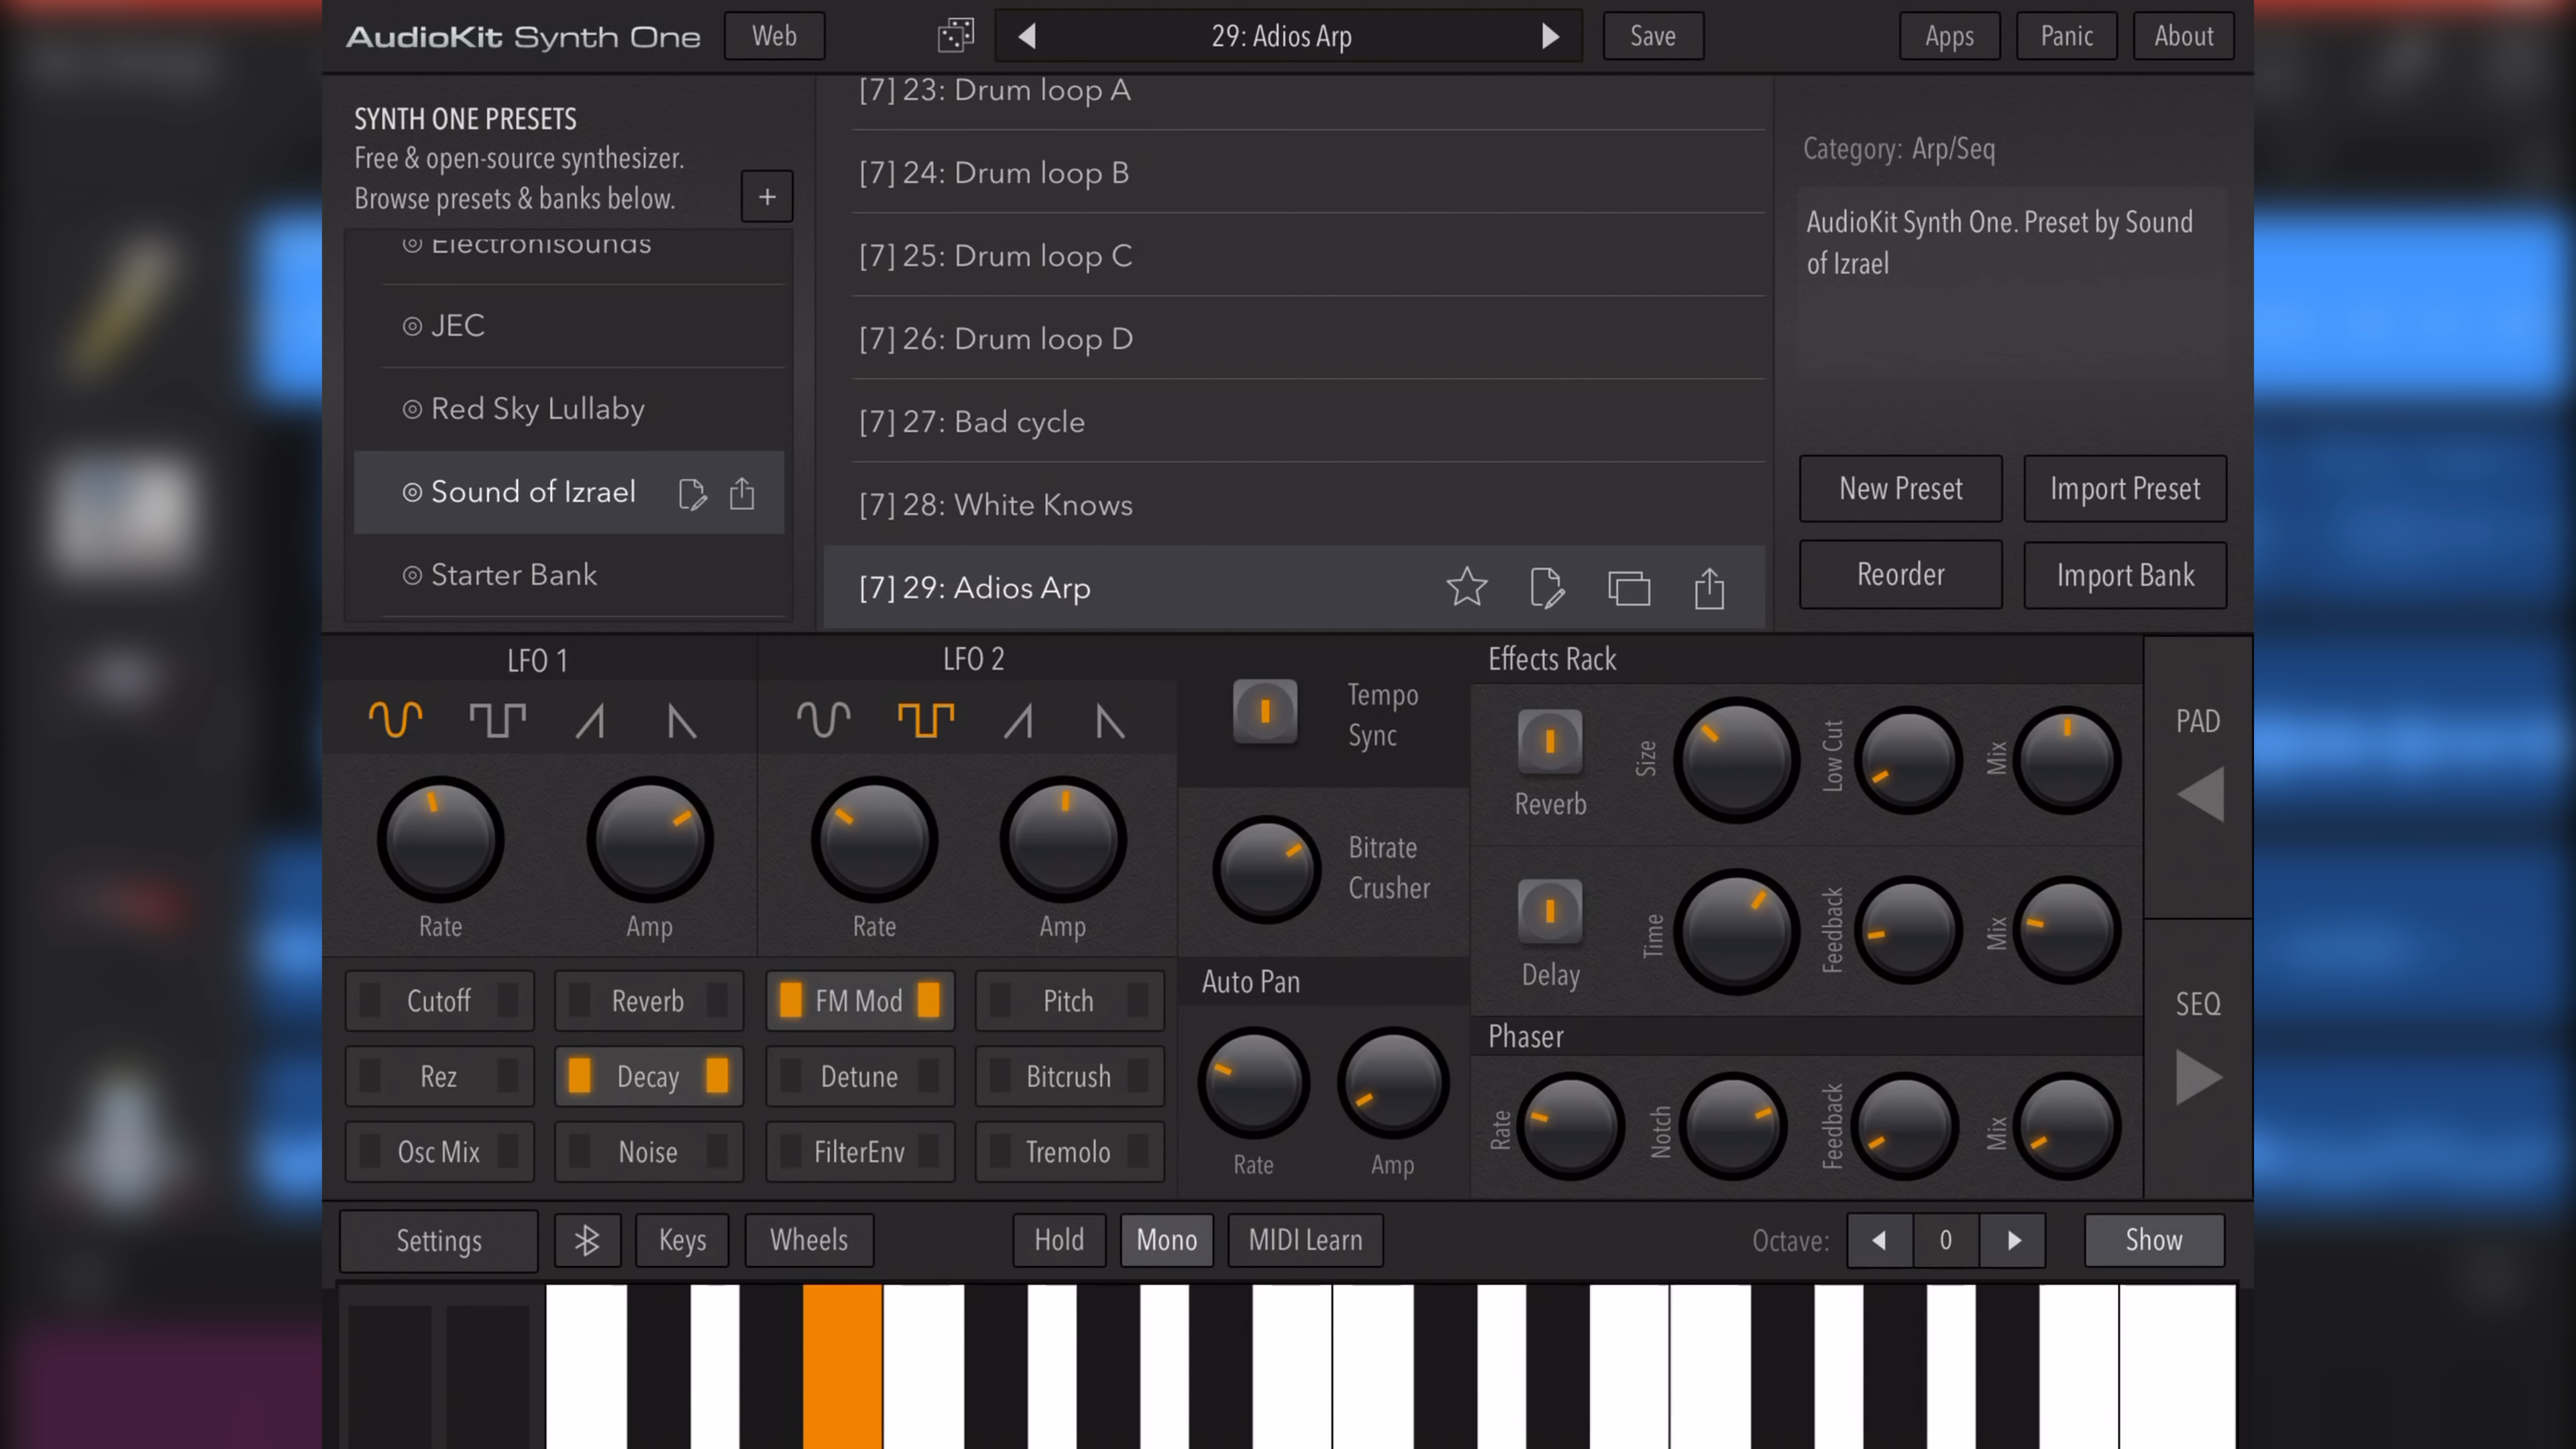 AudioKit Synth One
Web
29: Adios Arp
Save
Apps
Panic
About
SYNTH ONE PRESETS
Free & open-source synthesizer.
Browse presets & banks below.
+
Electronisounds
JEC
Red Sky Lullaby
Sound of Izrael
Starter Bank
[7] 23: Drum loop A
[7] 24: Drum loop B
[7] 25: Drum loop C
[7] 26: Drum loop D
[7] 27: Bad cycle
[7] 28: White Knows
[7] 29: Adios Arp
Category: Arp/Seq
AudioKit Synth One. Preset by Sound
of Izrael
New Preset
Import Preset
Reorder
Import Bank
LFO 1
LFO 2
Rate
Amp
Rate
Amp
Tempo
Sync
Bitrate
Crusher
Effects Rack
Reverb
Size
Low Cut
Mix
Delay
Time
Feedback
Mix
PAD
SEQ
Cutoff
Reverb
FM Mod
Pitch
Rez
Decay
Detune
Bitcrush
Osc Mix
Noise
FilterEnv
Tremolo
Auto Pan
Rate
Amp
Phaser
Rate
Notch
Feedback
Mix
Settings
Keys
Wheels
Hold
Mono
MIDI Learn
Octave:
0
Show